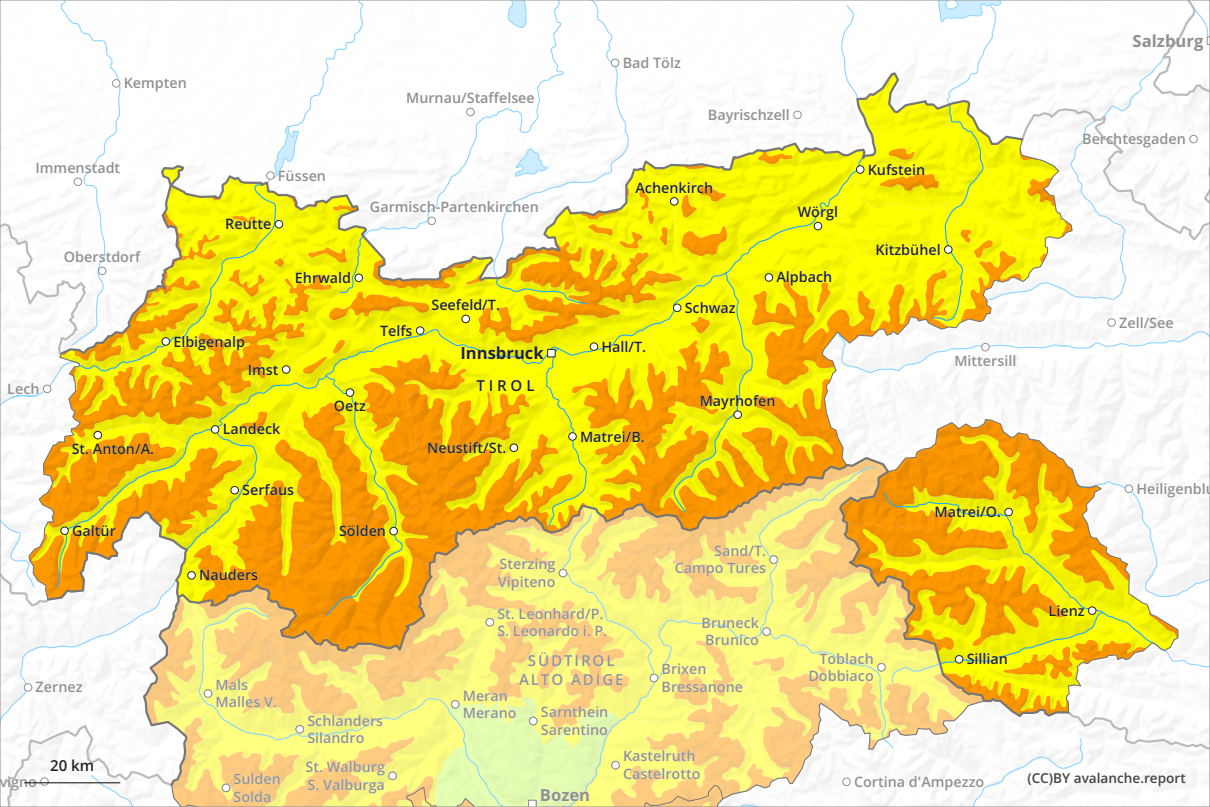 Salzburg
Bad Tölz
Kempten
Murnau/Staffelsee
Bayrischzell
Berchtesgaden
Immenstadt
Füssen
Kufstein
Achenkirch
Garmisch-Partenkirchen
Wörgl
Reutte
Kitzbühel
Oberstdorf
Ehrwald
Alpbach
Seefeld/T.
Schwaz
Zell/See
Telfs
Elbigenalp
Innsbruck
Hall/T.
Mittersill
Imst
TIROL
Lech
Oetz
Mayrhofen
Landeck
Matrei/B.
St. Anton/A.
Neustift/St.
Serfaus
Heiligenblu
Matrei/O.
Galtür
Sölden
Sterzing
Vipiteno
Sand/T.
Campo Tures
Nauders
St. Leonhard/P.
S. Leonardo i. P.
Lienz
Bruneck
Brunico
SÜDTIROL
ALTO ADIGE
Toblach
Dobbiaco
Sillian
Brixen
Bressanone
Zernez
Mals
Malles V.
Meran
Merano
Sarnthein
Sarentino
Schlanders
Silandro
Kastelruth
Castelrotto
St. Walburg
S. Valburga
20 km
vigno
Sulden
Solda
Cortina d'Ampezzo
(CC)BY avalanche.report
Bozen